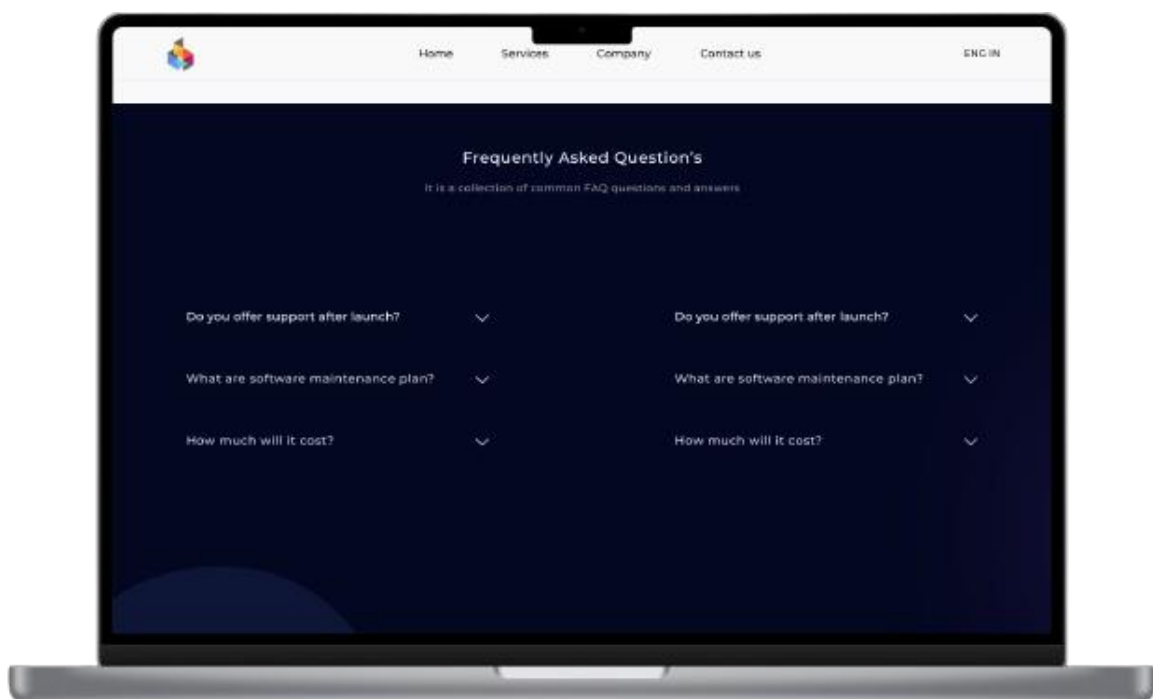 Home Services Company Contact us ENG IN
Frequently Asked Question's
It is a collection of common FAQ questions and answers
Do you offer support after launch?
What are software maintenance plan?
How much will it cost?
Do you offer support after launch?
What are software maintenance plan?
How much will it cost?